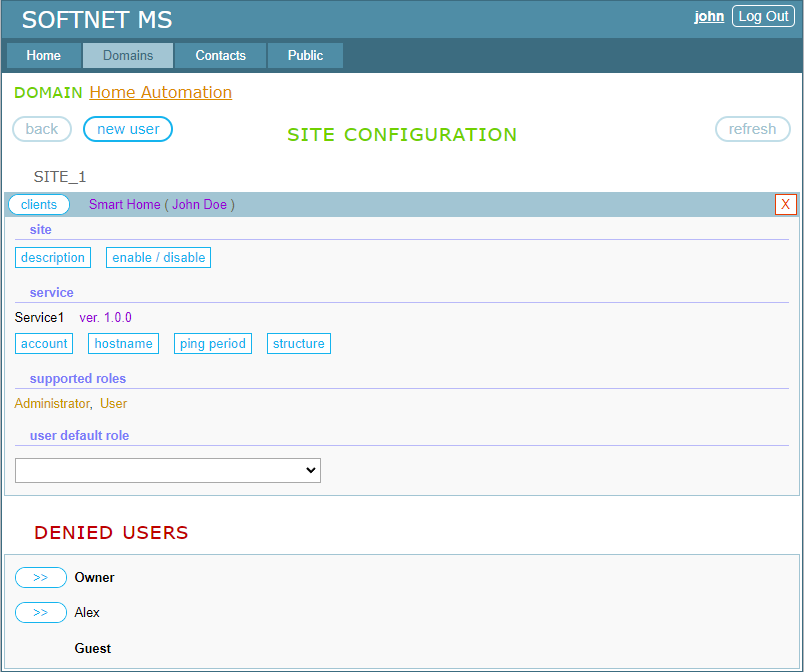 SOFTNET MS
john Log Out
Home Domains Contacts Public
DOMAIN Home Automation
back new user SITE CONFIGURATION refresh
SITE_1
clients Smart Home ( John Doe ) X
site
description enable / disable
service
Service1 ver. 1.0.0
account hostname ping period structure
supported roles
Administrator, User
user default role
DENIED USERS
>> Owner
>> Alex
Guest